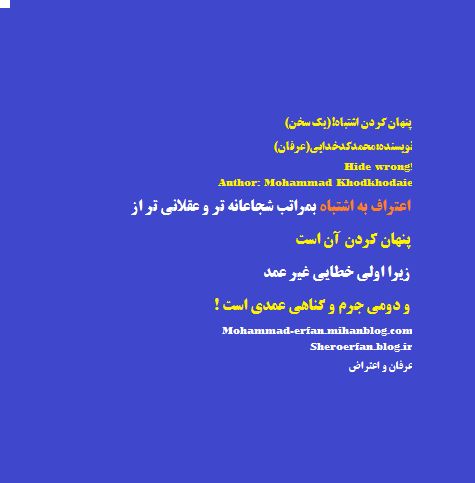 پنهان کردن اشتباه!(یک سخن)
نویسنده:محمدکدخدایی(عرفان)
Hide wrong!
Author: Mohammad Khodkhodaie
اعتراف به اشتباه بمراتب شجاعانه تر و عقلانی تر از
پنهان کردن آن است
زیرا اولی خطایی غیر عمد
و دومی جرم و گناهی عمدی است !
Mohammad-erfan.mihanblog.com
Sheroerfan.blog.ir
عرفان و اعتراض